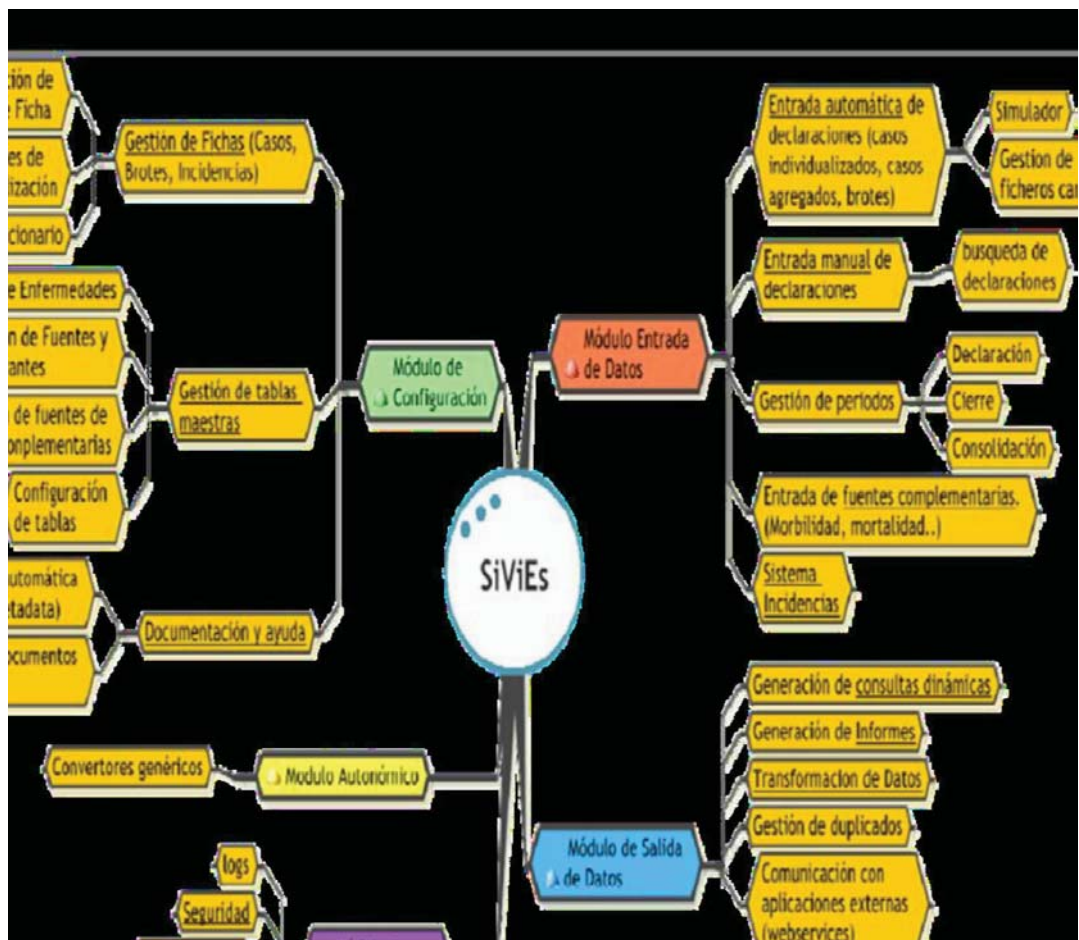 ción de
Ficha
es de
ización
cionario
Gestión de Fichas (Casos,
Brotes, Incidencias)
e Enfermedades
n de Fuentes y
antes
de fuentes de
omplementarias
Configuración
de tablas
Gestión de tablas
maestras
utomática
etadata)
ocumentos
Documentación y ayuda
Módulo de
Configuración
Convertores genéricos
Modulo Autonómico
logs
Seguridad
SiViEs
Módulo Entrada
de Datos
Entrada automática de
declaraciones (casos
individualizados, casos
agregados, brotes)
Simulador
Gestion de
ficheros car
Entrada manual de
declaraciones
busqueda de
declaraciones
Gestión de periodos
Declaración
Cierre
Consolidación
Entrada de fuentes complementarias.
(Morbilidad, mortalidad..)
Sistema
Incidencias
Módulo de Salida
de Datos
Generación de consultas dinámicas
Generación de Informes
Transformacion de Datos
Gestión de duplicados
Comunicación con
aplicaciones externas
(webservices)